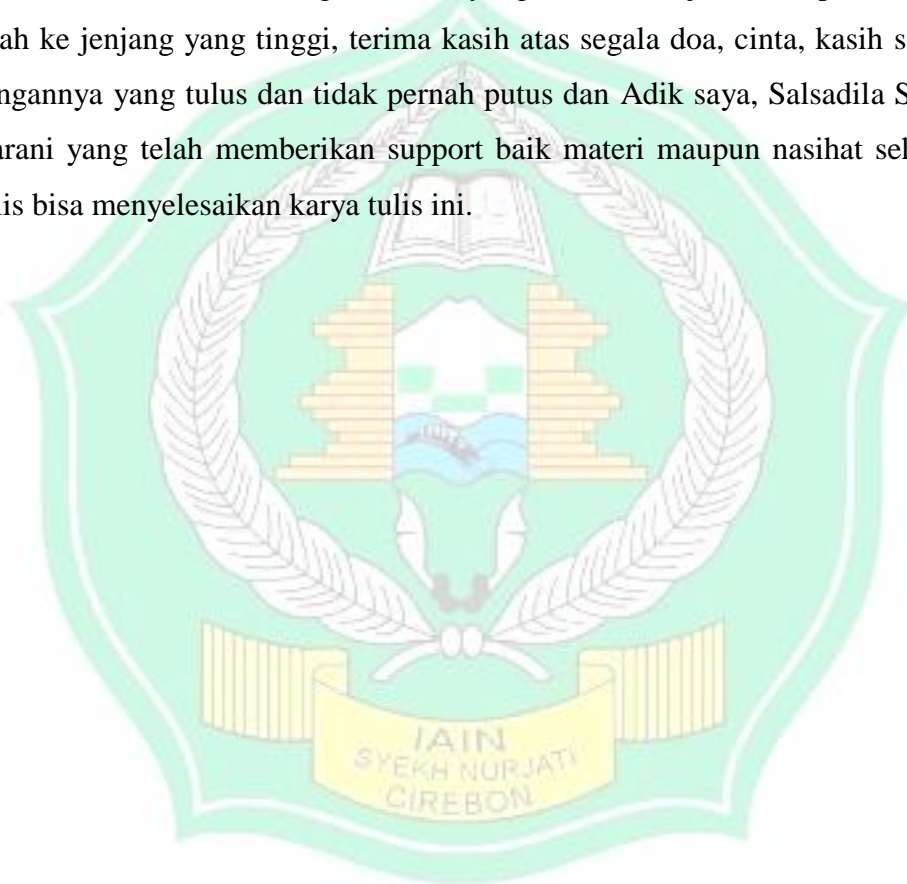 ah ke jenjang yang tinggi, terima kasih atas segala doa, cinta, kasih s
ngannya yang tulus dan tidak pernah putus dan Adik saya, Salsadila S
arani yang telah memberikan support baik materi maupun nasihat seh
lis bisa menyelesaikan karya tulis ini.
IAIN
SYEKH NURJATI
CIREBON